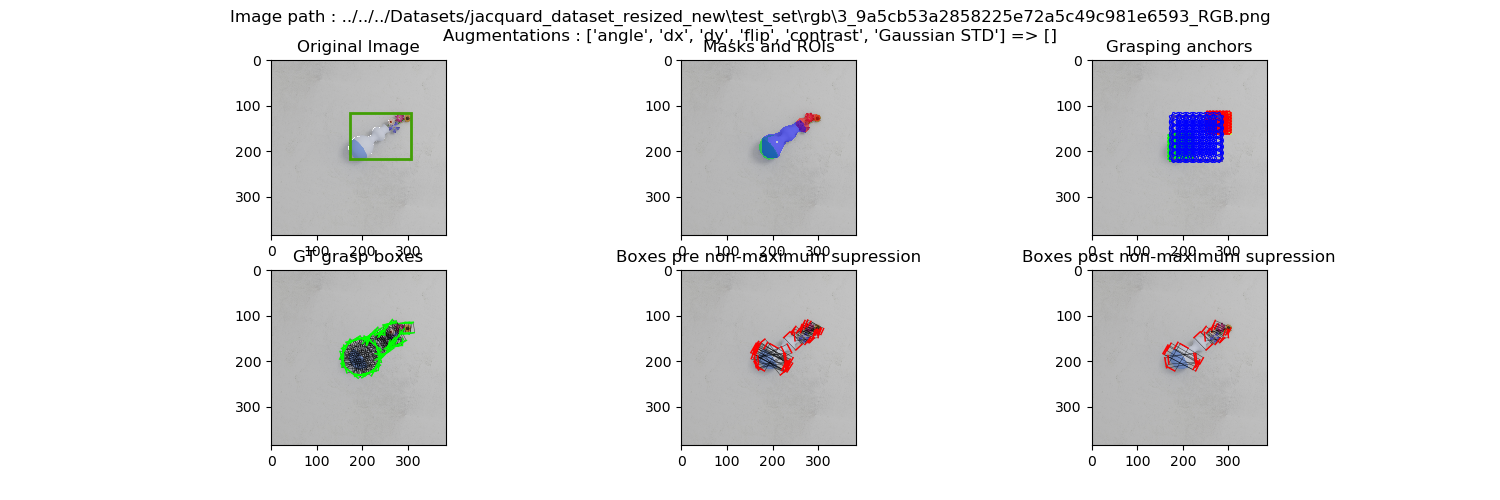 Image path : ../../../Datasets/jacquard_dataset_resized_new\test_set\rgb\3_9a5cb53a2858225e72a5c49c981e6593_RGB.png
Augmentations : ['angle', 'dx', 'dy', 'flip', 'contrast', 'Gaussian STD'] => []
Original Image
0
100
200
300
0 100 200 300
Masks and ROIs
0
100
200
300
0 100 200 300
Grasping anchors
0
100
200
300
0 100 200 300
GT grasp boxes
0
100
200
300
0 100 200 300
Boxes pre non-maximum supression
0
100
200
300
0 100 200 300
Boxes post non-maximum supression
0
100
200
300
0 100 200 300